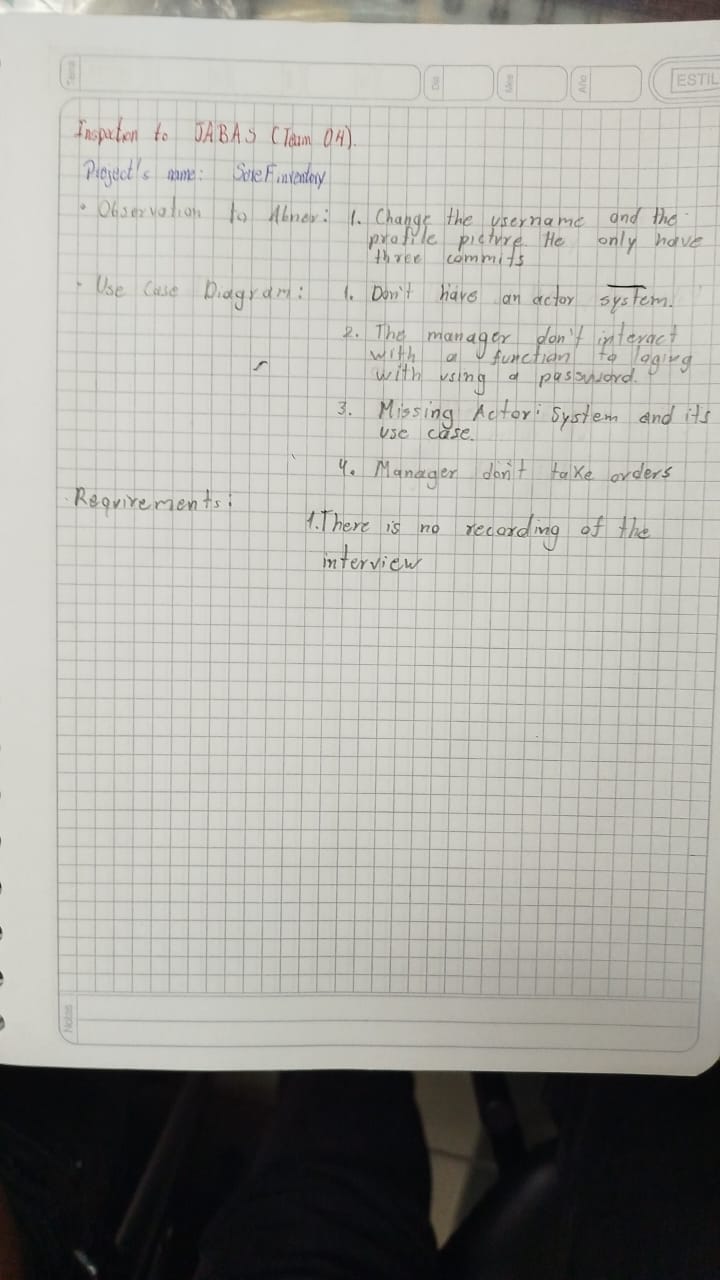 Tema
Día
Mes
Año
ESTIL
Inspection to JABAS (Team 04).
Project's name:
• Observation to Abner: 1. Change the username and the
profile picture. He only have
three commits
• Use Case Diagram: 1. Don't have an actor system.
2. The manager don't interact
with a function to loging
with using a password.
3. Missing Actor: System and its
use case.
4. Manager don't take orders
• Requirements:
1. There is no recording of the
interview
Notas